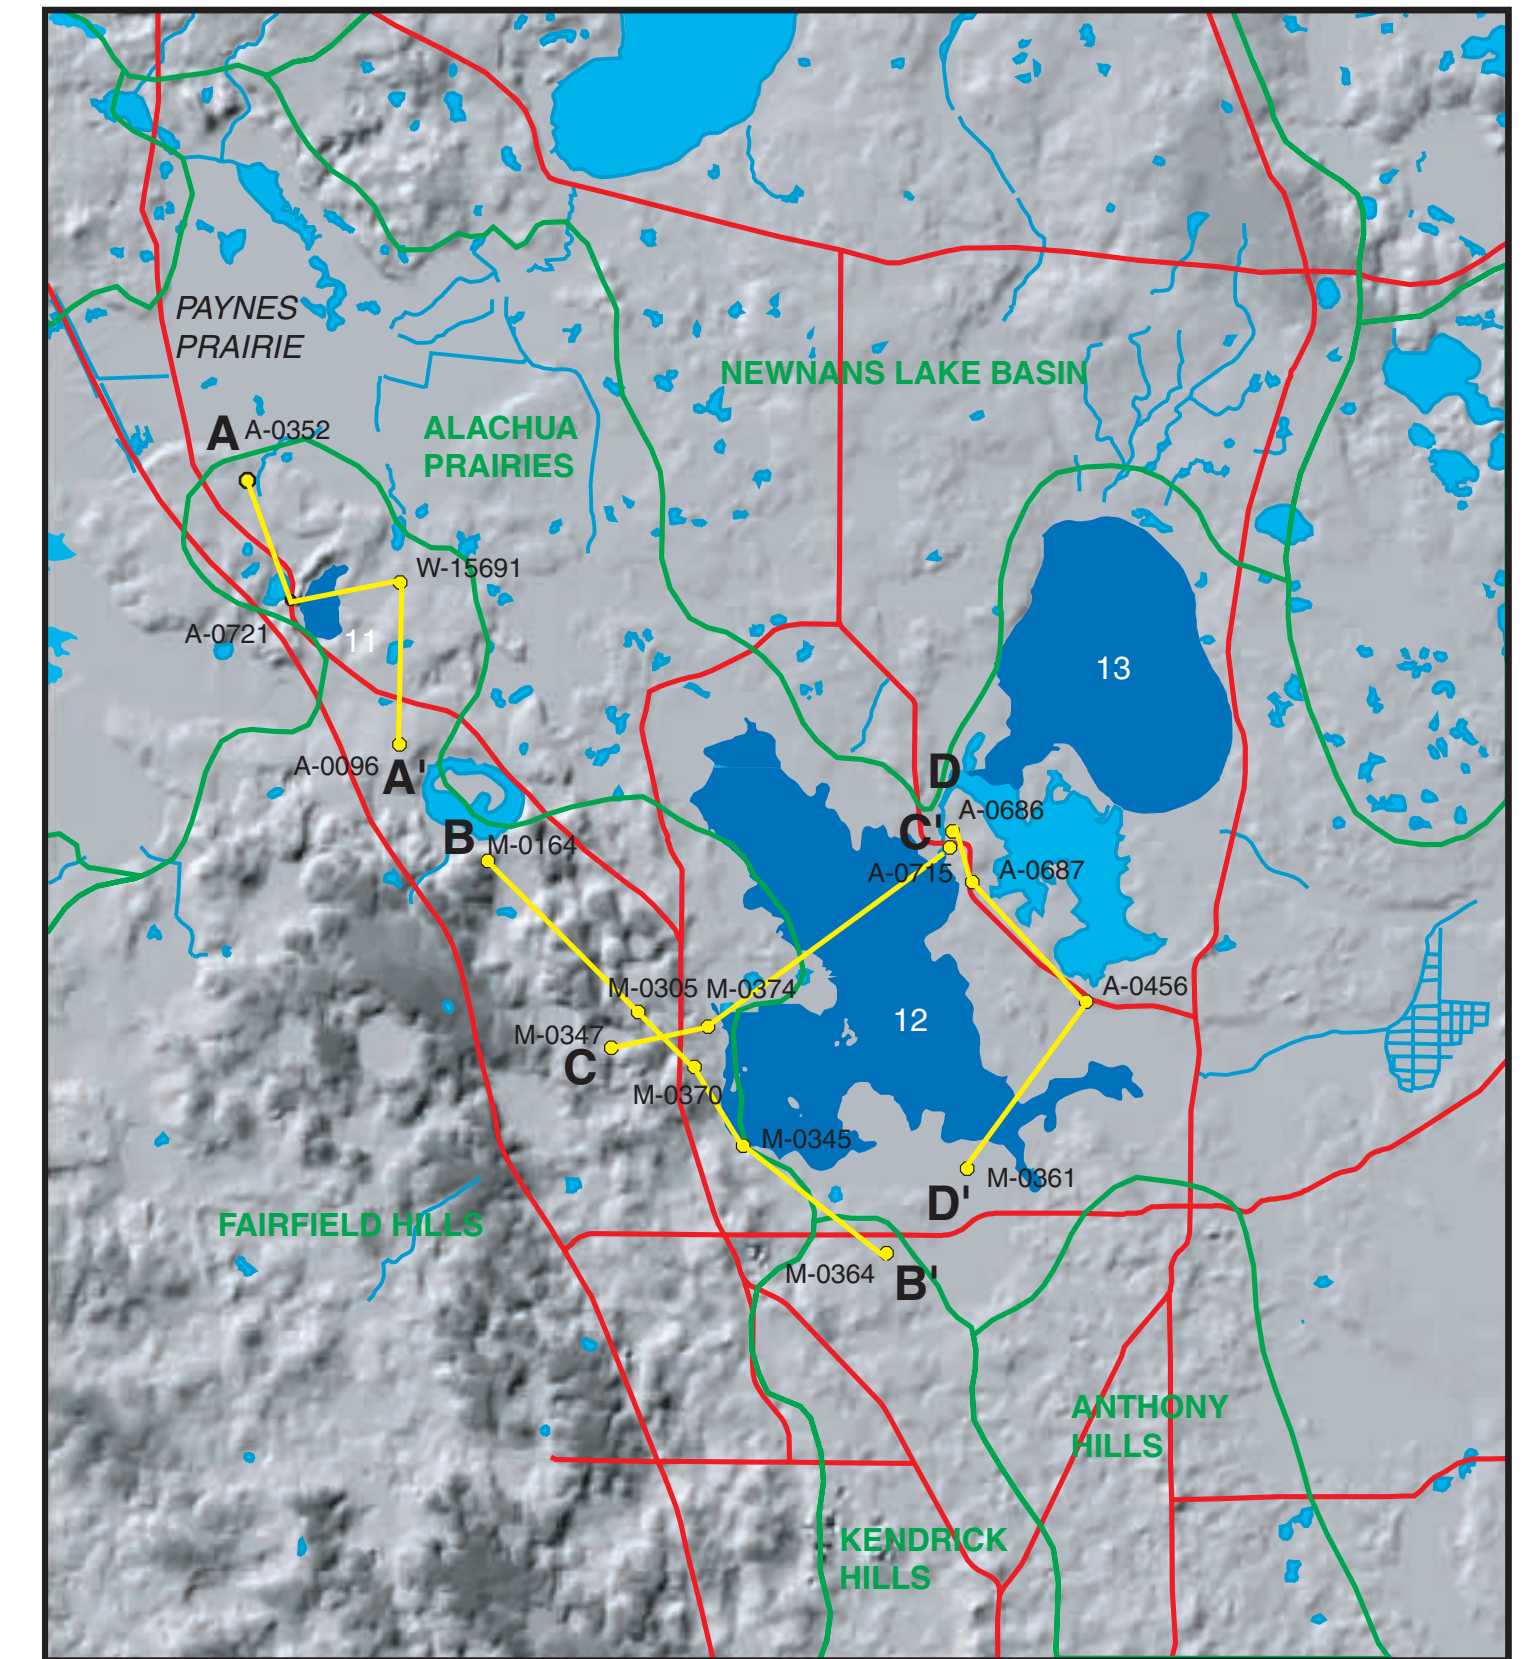 PAYNES
PRAIRIE
NEWNANS LAKE BASIN
A A-0352
ALACHUA
PRAIRIES
W-15691
A-0721
11
13
A-0096 A'
D
A-0686
C'
B M-0164
A-0715 A-0687
M-0305 M-0374
A-0456
12
M-0347
C
M-0370
M-0345
M-0361
D'
FAIRFIELD HILLS
M-0364 B'
ANTHONY
HILLS
KENDRICK
HILLS